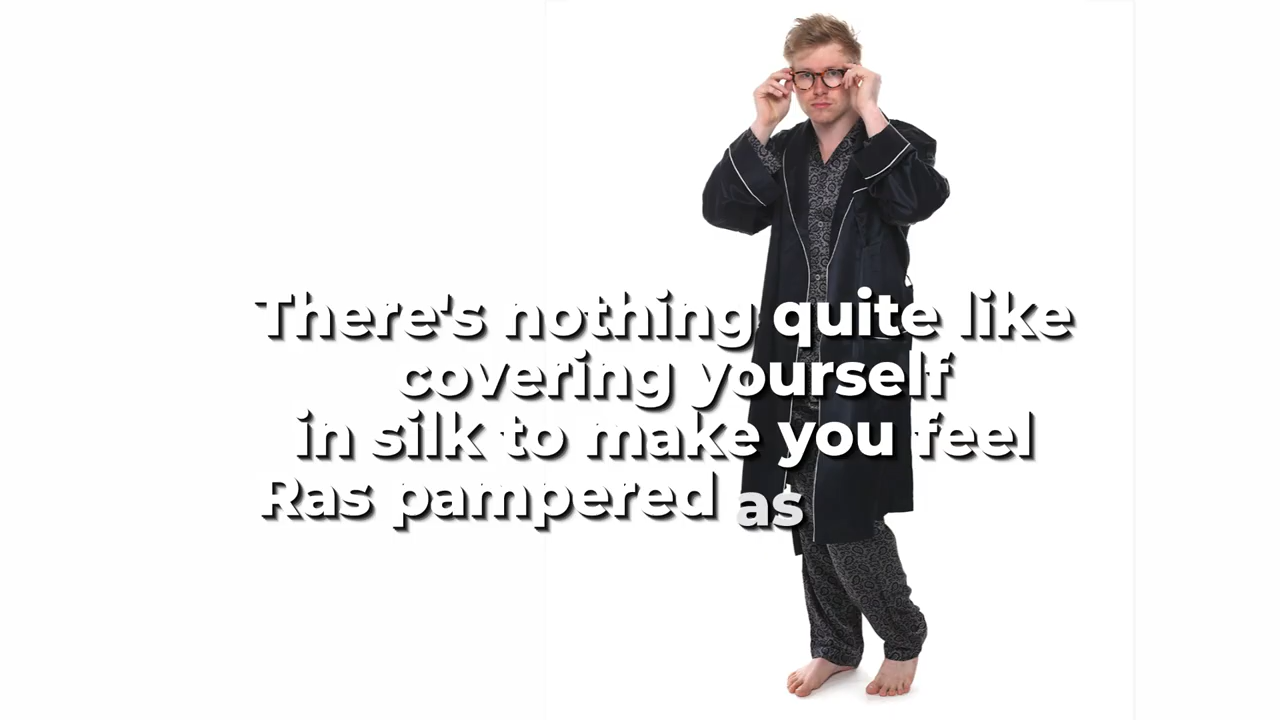 There's nothing quite like
covering yourself
in silk to make you feel
Ras pampered as